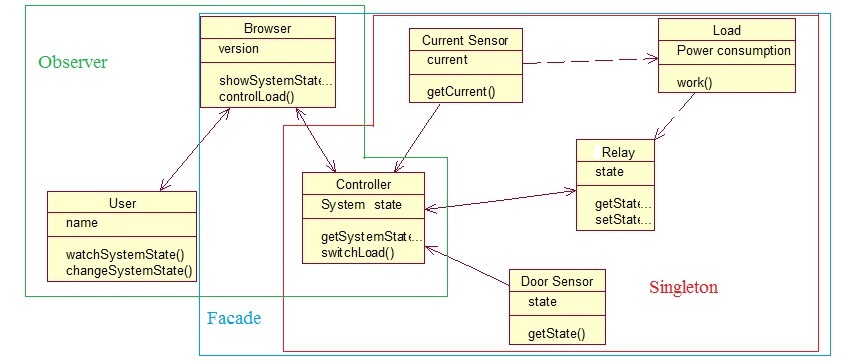 Browser
version
showSystemState...
controlLoad()
Observer
Current Sensor
current
getCurrent()
Load
Power consumption
work()
Relay
state
getState...
setState...
Controller
System state
getSystemState...
switchLoad()
User
name
watchSystemState()
changeSystemState()
Door Sensor
state
getState()
Singleton
Facade